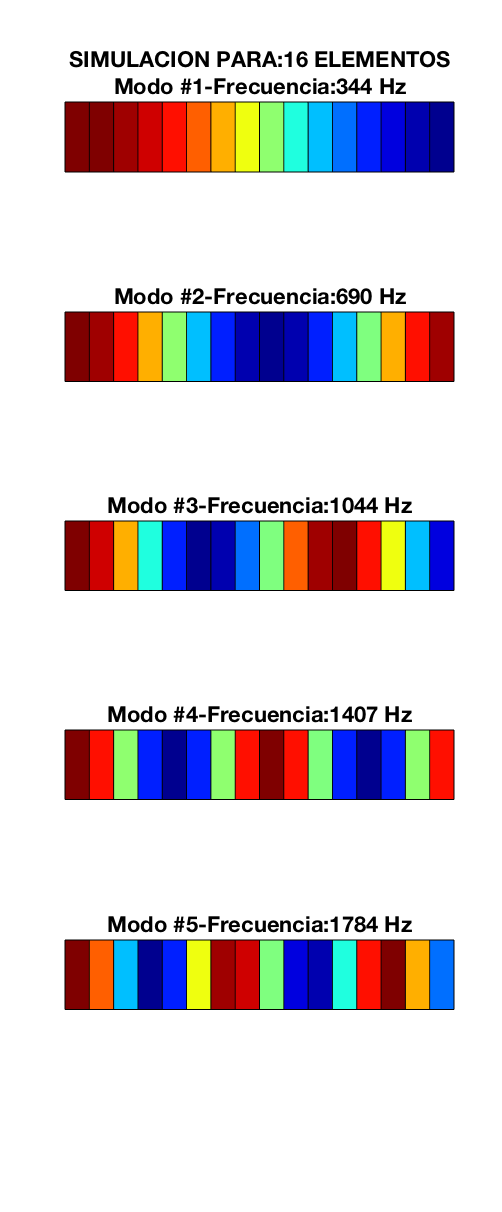 SIMULACION PARA:16 ELEMENTOS
Modo #1-Frecuencia:344 Hz
Modo #2-Frecuencia:690 Hz
Modo #3-Frecuencia:1044 Hz
Modo #4-Frecuencia:1407 Hz
Modo #5-Frecuencia:1784 Hz